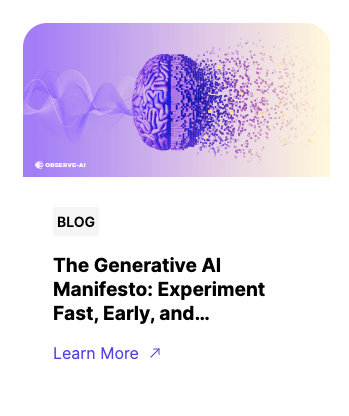 OBSERVE-AI
BLOG
The Generative AI
Manifesto: Experiment
Fast, Early, and...
Learn More